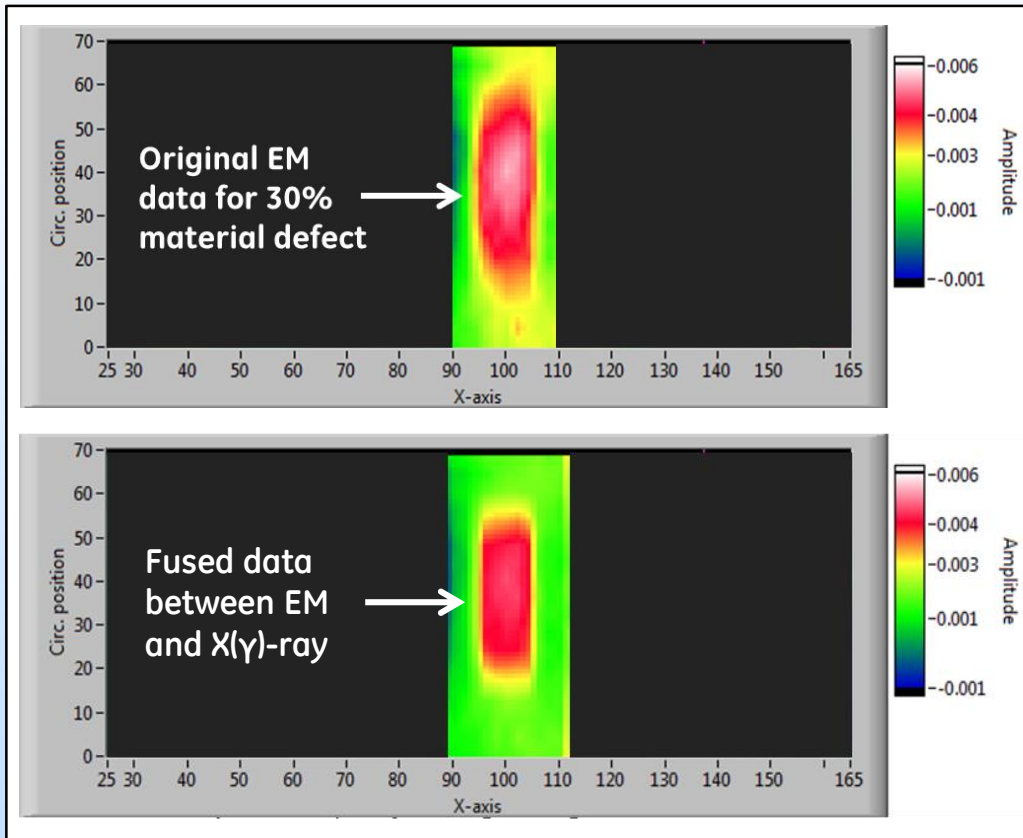 70
60
50
40
30
20
10
0
Circ. position
Original EM
data for 30%
material defect
25 30 40 50 60 70 80 90 100 110 120 130 140 150 165
X-axis
0.006
0.004
0.003
0.001
-0.001
Amplitude
70
60
50
40
30
20
10
0
Circ. position
Fused data
between EM
and X(γ)-ray
25 30 40 50 60 70 80 90 100 110 120 130 140 150 165
X-axis
0.006
0.004
0.003
0.001
-0.001
Amplitude